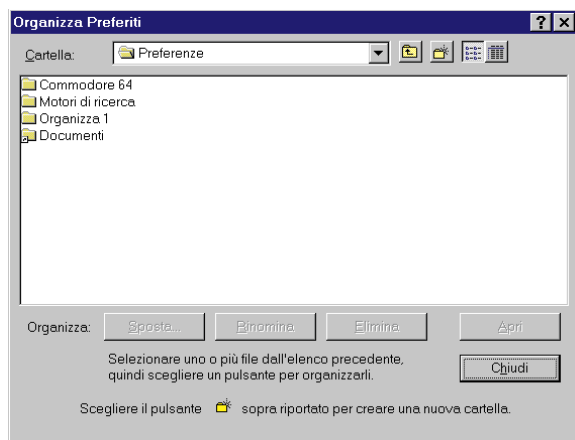 Organizza Preferiti
Cartella: Preferenze
Commodore 64
Motori di ricerca
Organizza 1
Documenti
Organizza: Sposta... Rinomina Elimina Apri
Selezionare uno o più file dall'elenco precedente,
quindi scegliere un pulsante per organizzarli.
Chiudi
Scegliere il pulsante sopra riportato per creare una nuova cartella.